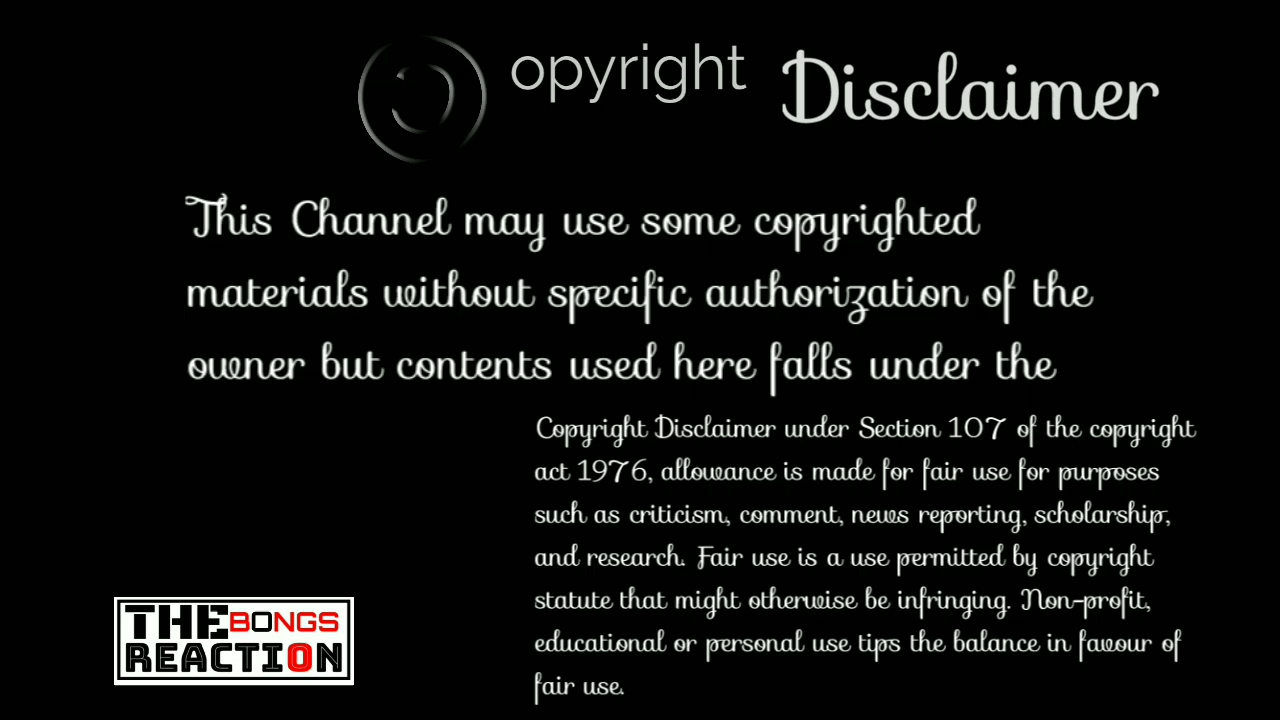 Copyright Disclaimer
This Channel may use some copyrighted
materials without specific authorization of the
owner but contents used here falls under the
Copyright Disclaimer under Section 107 of the copyright
act 1976, allowance is made for fair use for purposes
such as criticism, comment, news reporting, scholarship,
and research. Fair use is a use permitted by copyright
statute that might otherwise be infringing. Non-profit,
educational or personal use tips the balance in favour of
fair use.
THE BONGS
REACTION